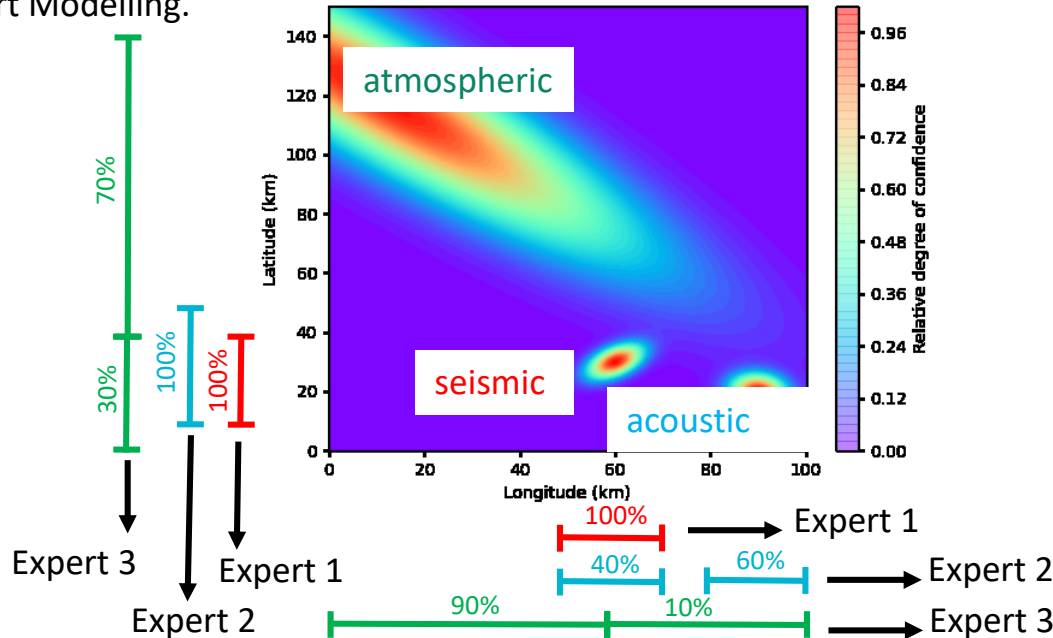 rt Modelling.
140
120
100
80
60
40
20
0
Latitude (km)
0 20 40 60 80 100
Longitude (km)
atmospheric
seismic
acoustic
0.96
0.84
0.72
0.60
0.48
0.36
0.24
0.12
0.00
Relative degree of confidence
70%
30%
100%
100%
Expert 3
Expert 2
Expert 1
100%
Expert 1
40% 60%
Expert 2
90% 10%
Expert 3